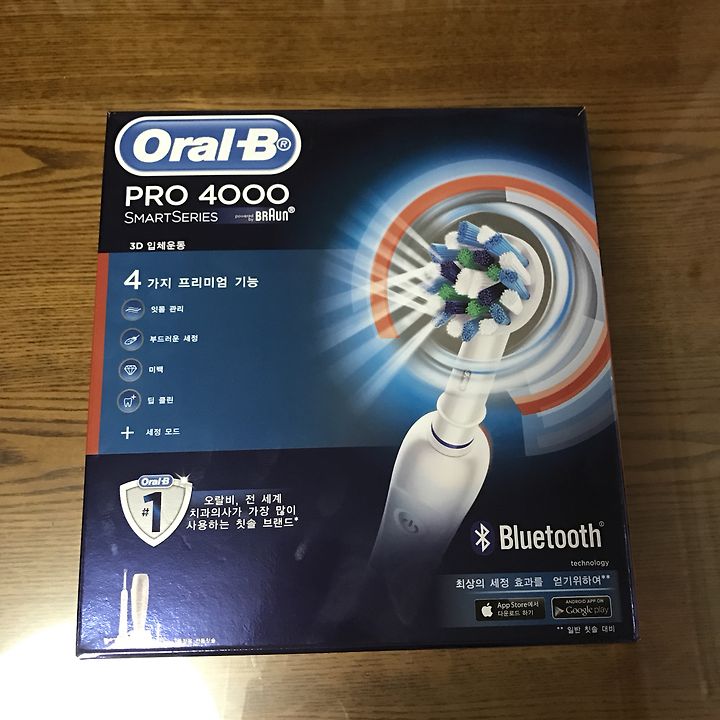 Oral-B®
PRO 4000
SMARTSERIES powered by BRAUN®
3D 입체운동
4 가지 프리미엄 기능
잇몸 관리
부드러운 세정
미백
딥 클린
+ 세정 모드
Oral-B
#1
오랄비, 전 세계
치과의사가 가장 많이
사용하는 칫솔 브랜드*
Bluetooth®
technology
최상의 세정 효과를 얻기위하여**
App Store에서
다운로드 하기
ANDROID APP ON
Google play
** 일반 칫솔 대비